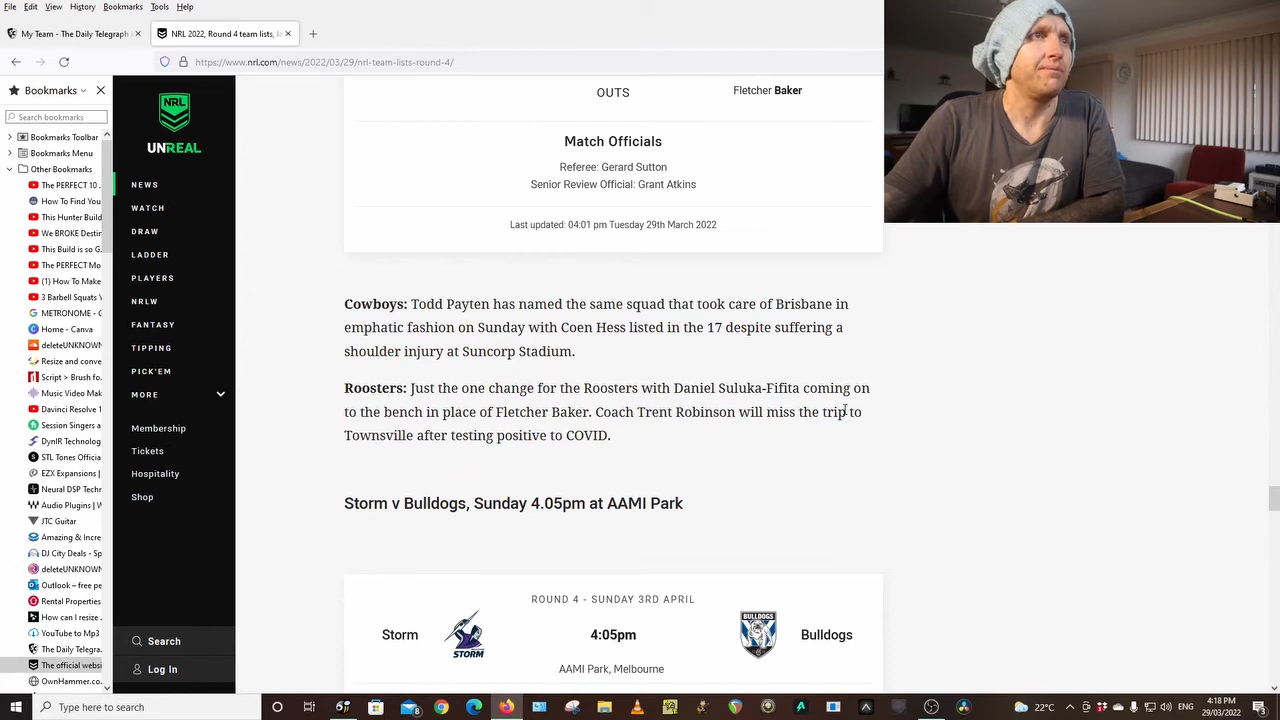 File Edit View History Bookmarks Tools Help
My Team - The Daily Telegraph
NRL 2022, Round 4 team lists,
https://www.nrl.com/news/2022/03/29/nrl-team-lists-round-4/
Bookmarks
Search bookmarks
Bookmarks Toolbar
Bookmarks Menu
Other Bookmarks
The PERFECT 10
How To Find You
This Hunter Build
We BROKE Destin
This Build is so G
The PERFECT Mo
(1) How To Make
3 Barbell Squats Y
METRONOME - G
Home - Canva
deleteUNKNOWN
Resize and conve
Script > Brush fo
Music Video Mak
Davinci Resolve 1
Session Singers a
DynIR Technology
STL Tones Officia
EZX Expansions |
Neural DSP Techn
Audio Plugins | W
JTC Guitar
Amazing & Incre
DJ City Deals - Sp
deleteUNKNOWN
Outlook – free pe
Rental Properties
How can I resize
YouTube to Mp3
The Daily Telegra
The official websi
OwnHammer.co
NRL
UNREAL
NEWS
WATCH
DRAW
LADDER
PLAYERS
NRLW
FANTASY
TIPPING
PICK'EM
MORE
Membership
Tickets
Hospitality
Shop
Search
Log In
OUTS
Fletcher Baker
Match Officials
Referee: Gerard Sutton
Senior Review Official: Grant Atkins
Last updated: 04:01 pm Tuesday 29th March 2022
Cowboys: Todd Payten has named the same squad that took care of Brisbane in
emphatic fashion on Sunday with Coen Hess listed in the 17 despite suffering a
shoulder injury at Suncorp Stadium.
Roosters: Just the one change for the Roosters with Daniel Suluka-Fifita coming on
to the bench in place of Fletcher Baker. Coach Trent Robinson will miss the trip to
Townsville after testing positive to COVID.
Storm v Bulldogs, Sunday 4.05pm at AAMI Park
ROUND 4 - SUNDAY 3RD APRIL
Storm
STORM
4:05pm
BULLDOGS
Bulldogs
AAMI Park, Melbourne
Type here to search
22°C
ENG
4:18 PM
29/03/2022